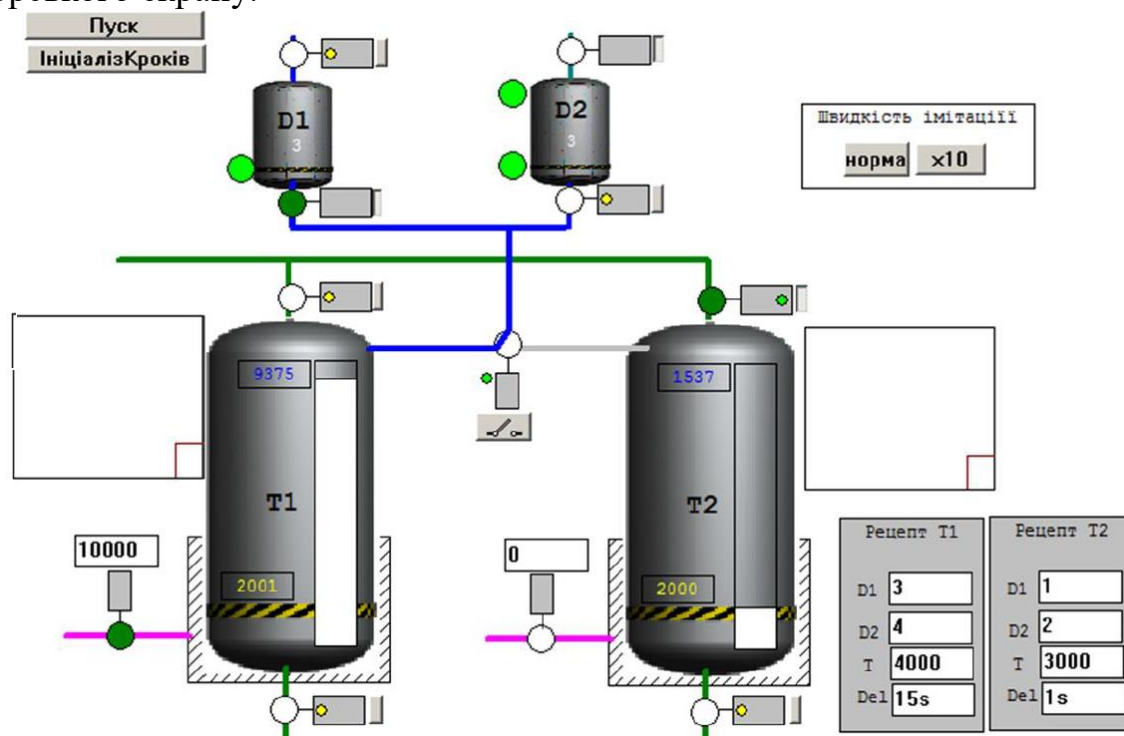 Пуск
ІніціалізКроків
D1
3
D2
3
Швидкість імітаціїї
норма
x10
9375
1537
T1
T2
10000
0
2001
2000
Рецепт T1
D1 3
D2 4
T 4000
Del 15s
Рецепт T2
D1 1
D2 2
T 3000
Del 1s